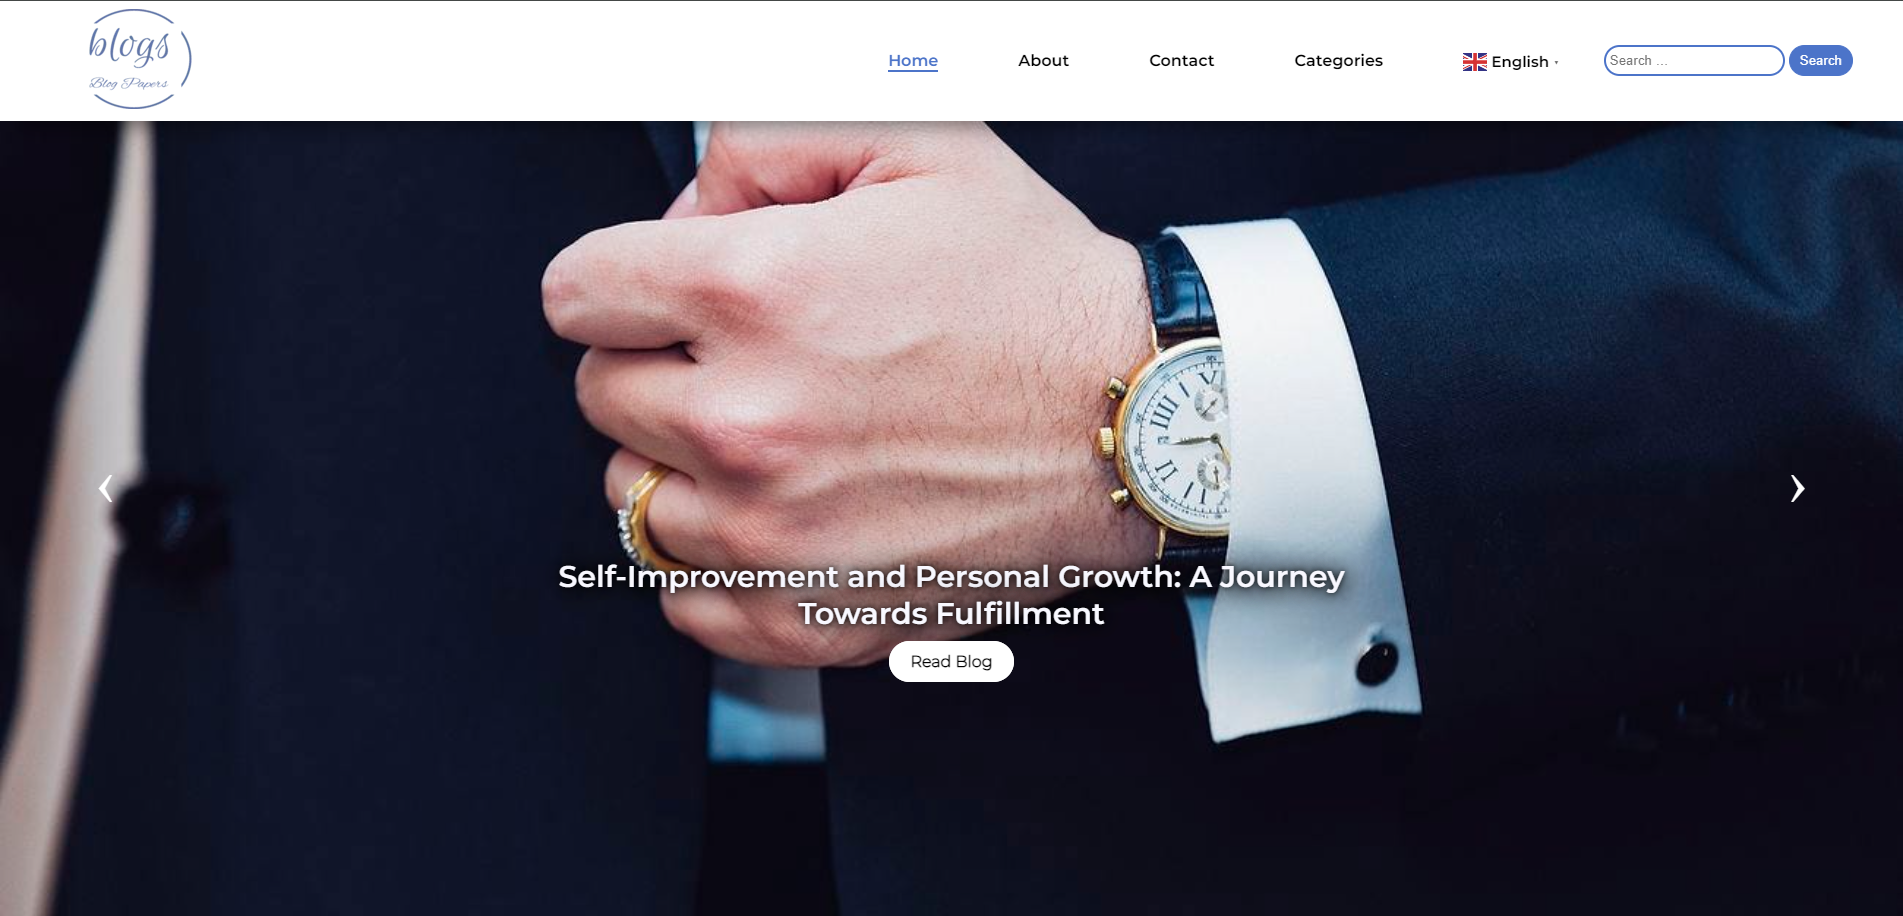 blogs
Blog Papers
Home
About
Contact
Categories
English
Search ...
Search
Self-Improvement and Personal Growth: A Journey
Towards Fulfillment
Read Blog